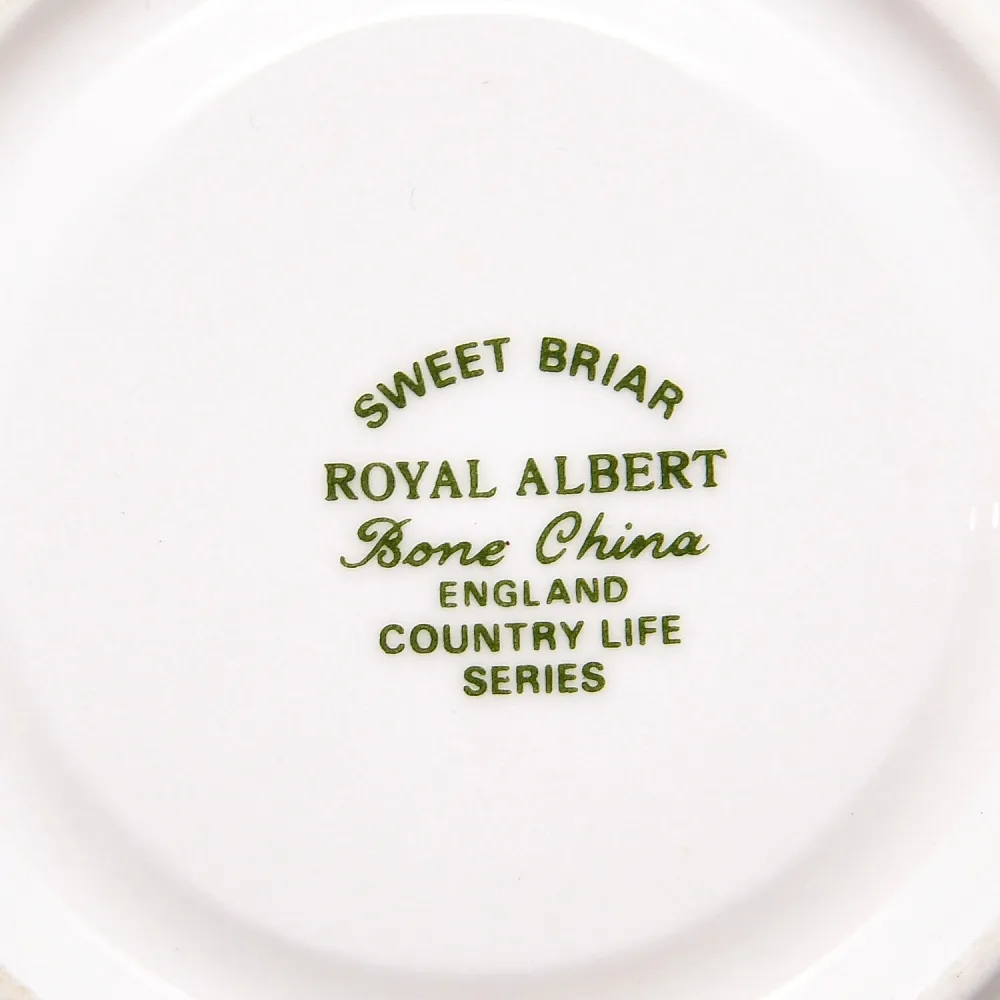 SWEET BRIAR
ROYAL ALBERT
Bone China
ENGLAND
COUNTRY LIFE
SERIES